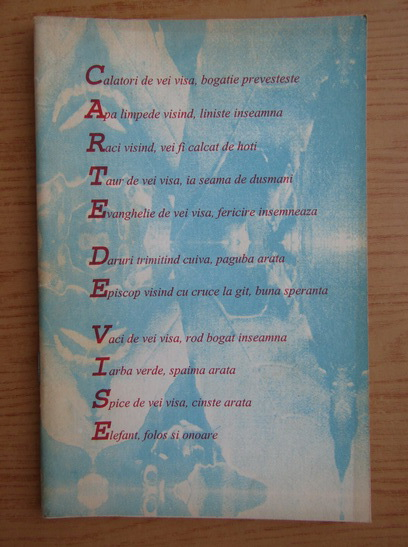 Calatori de vei visa, bogatie prevesteste
Apa limpede visind, liniste inseamna
Raci visind, vei fi calcat de hoti
Taur de vei visa, ia seama de dusmani
Evanghelie de vei visa, fericire insemneaza
Daruri trimitind cuiva, paguba arata
Episcop visind cu cruce la git, buna speranta
Vaci de vei visa, rod bogat inseamna
Iarba verde, spaima arata
Spice de vei visa, cinste arata
Elefant, folos si onoare